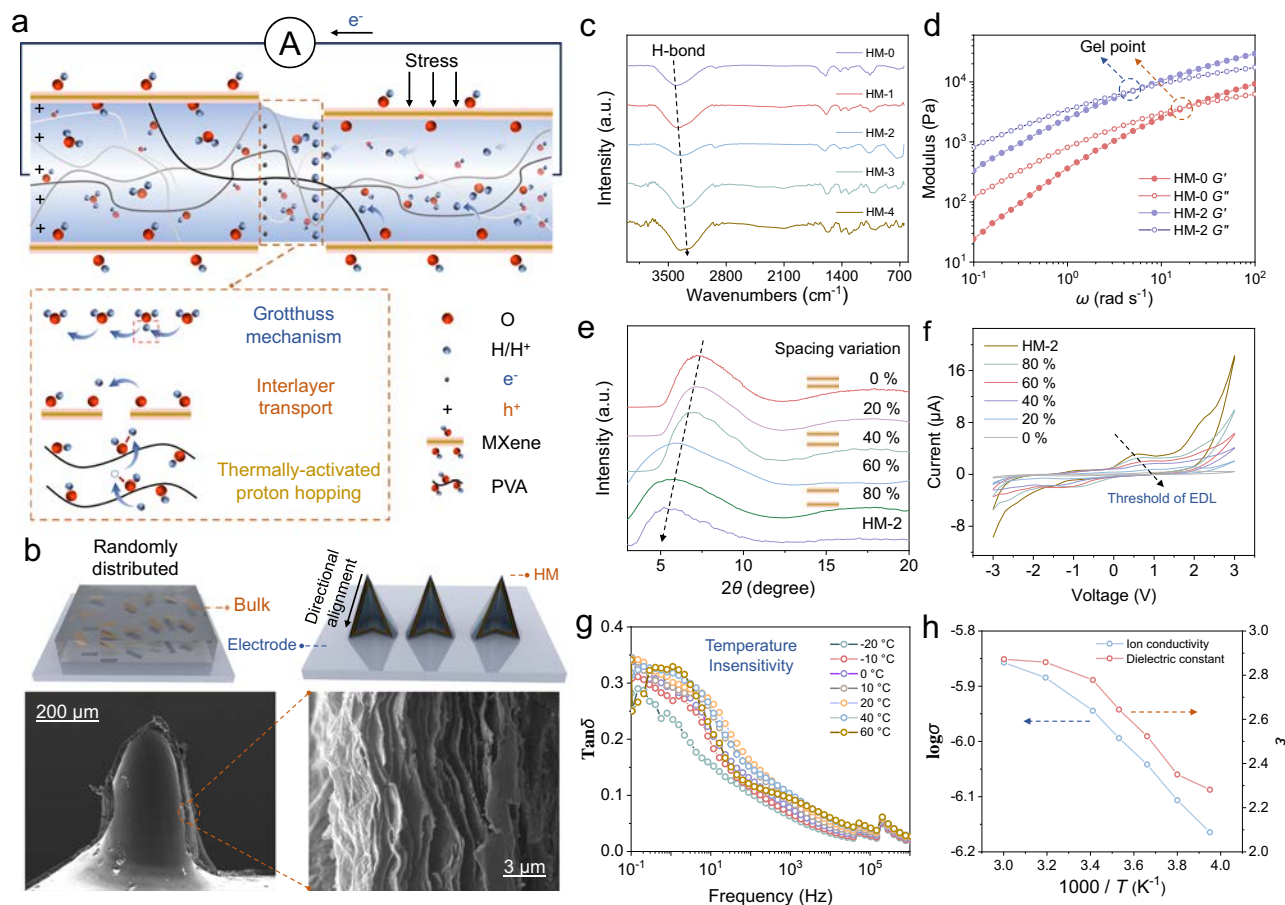 a
e⁻
A
Stress
+
+
+
+
Grotthuss
mechanism
Interlayer
transport
Thermally-activated
proton hopping
O
H/H⁺
e⁻
+
h⁺
MXene
PVA
b
Randomly
distributed
Bulk
Electrode
Directional
alignment
HM
200 μm
3 μm
c
H-bond
HM-0
HM-1
HM-2
HM-3
HM-4
Intensity (a.u.)
3500
2800
2100
1400
700
Wavenumbers (cm⁻¹)
d
Gel point
HM-0 G'
HM-0 G"
HM-2 G'
HM-2 G"
Modulus (Pa)
10⁵
10⁴
10³
10²
10¹
10⁻¹
10⁰
10¹
10²
ω (rad s⁻¹)
e
Spacing variation
0 %
20 %
40 %
60 %
80 %
HM-2
Intensity (a.u.)
5
10
15
20
2θ (degree)
f
HM-2
80 %
60 %
40 %
20 %
0 %
Threshold of EDL
Current (μA)
16
8
0
-8
-3
-2
-1
0
1
2
3
Voltage (V)
g
Temperature
Insensitivity
-20 °C
-10 °C
0 °C
10 °C
20 °C
40 °C
60 °C
Tanδ
0.4
0.3
0.2
0.1
0.0
10⁻¹
10¹
10³
10⁵
Frequency (Hz)
h
Ion conductivity
Dielectric constant
logσ
-5.8
-5.9
-6.0
-6.1
-6.2
3.0
2.8
2.6
2.4
2.2
2.0
ε
3.0
3.2
3.4
3.6
3.8
4.0
1000 / T (K⁻¹)